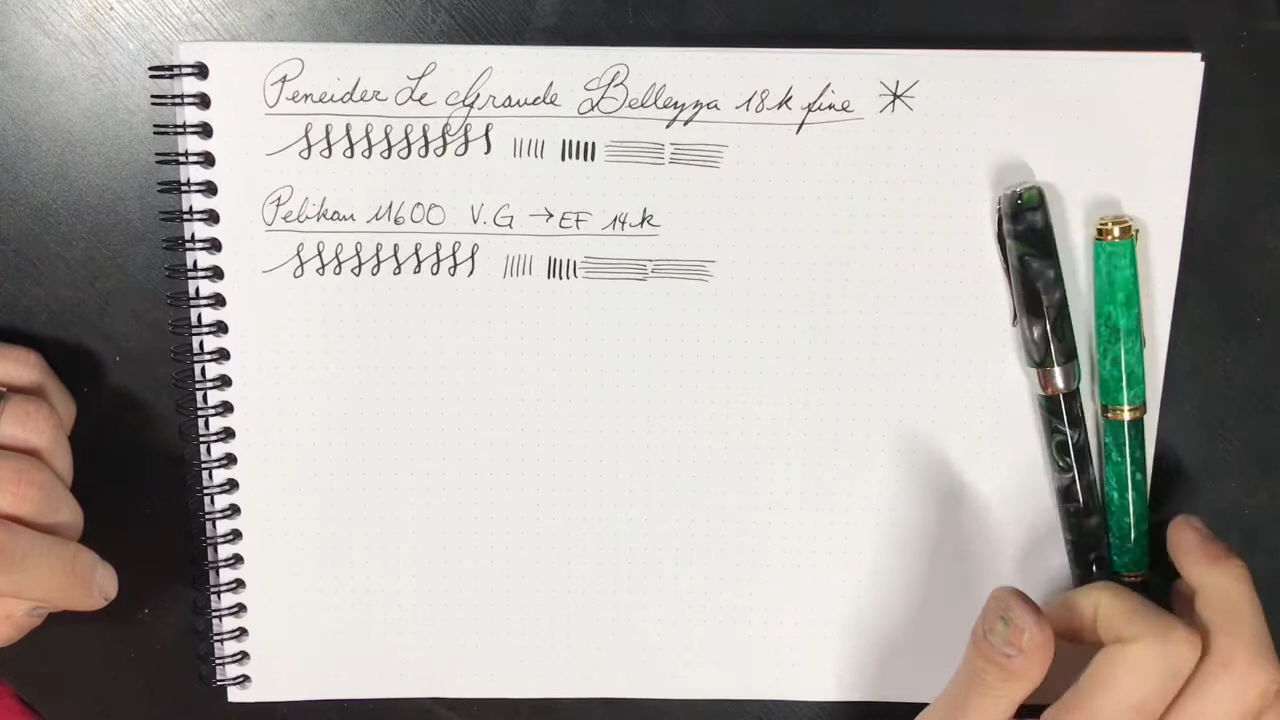 Peneider Le Grande Bellezza 18k fine
Pelikan M600 V.G → EF 14k